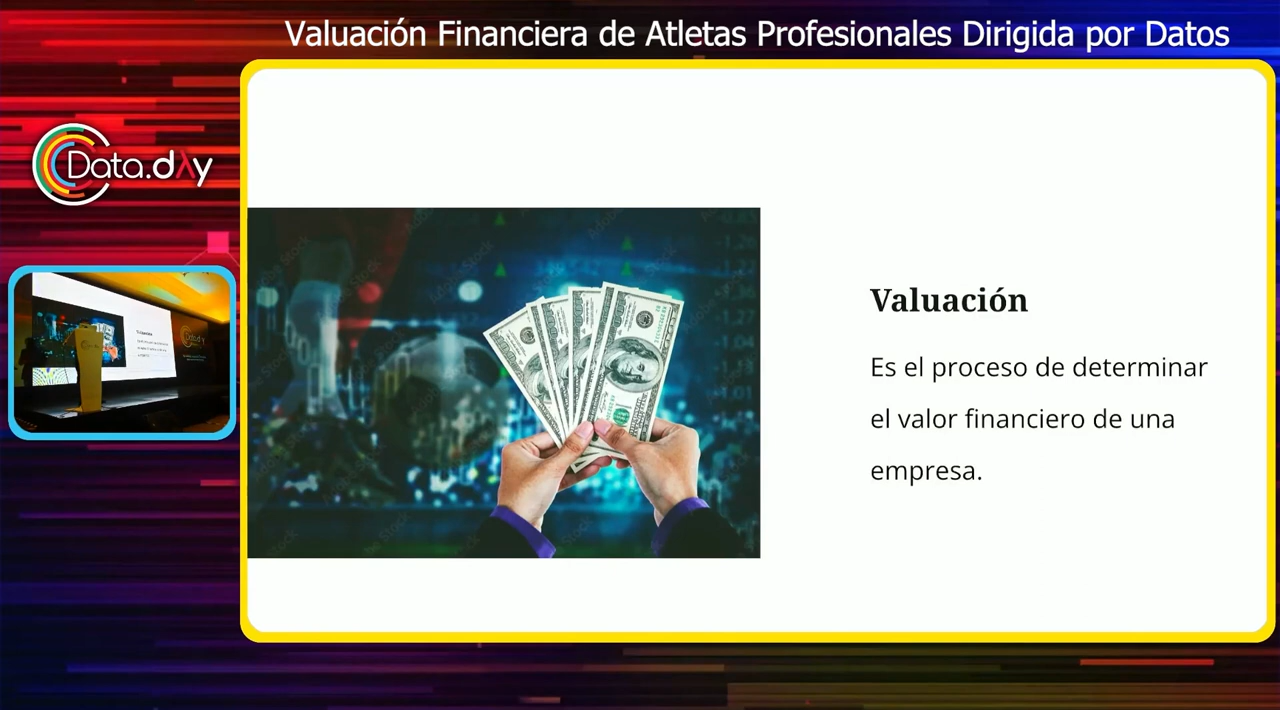 Valuación Financiera de Atletas Profesionales Dirigida por Datos
Data.dλy
Valuación
Es el proceso de determinar
el valor financiero de una
empresa.